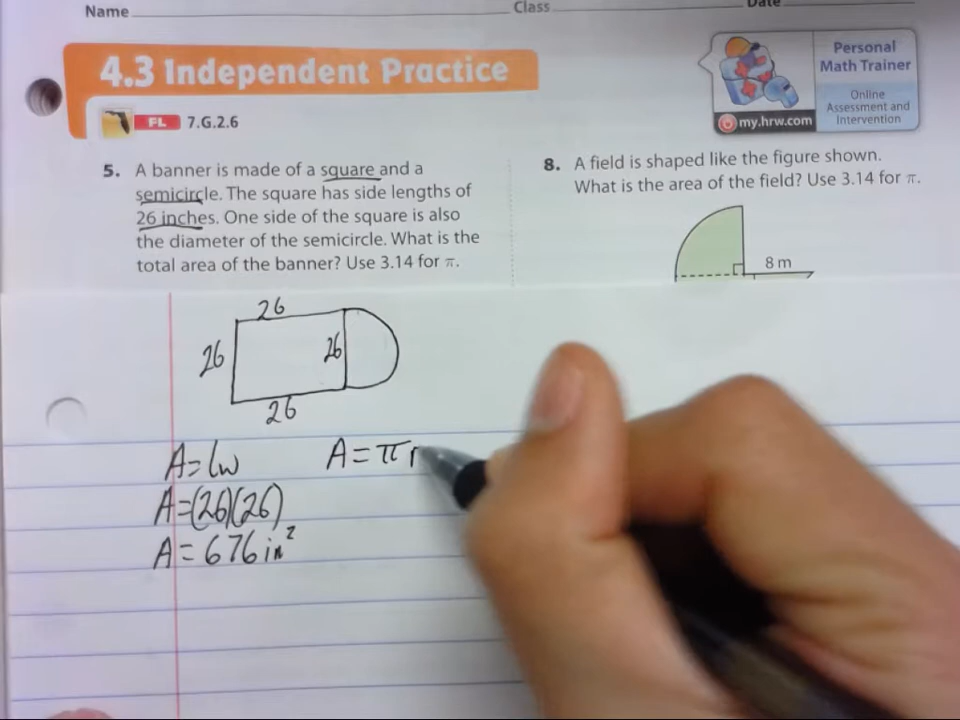 Name
Class
Date
4.3 Independent Practice
FL 7.G.2.6
Personal
Math Trainer
Online
Assessment and
Intervention
my.hrw.com
5. A banner is made of a square and a
semicircle. The square has side lengths of
26 inches. One side of the square is also
the diameter of the semicircle. What is the
total area of the banner? Use 3.14 for π.
8. A field is shaped like the figure shown.
What is the area of the field? Use 3.14 for π.
8 m
26
26
26
26
A=lw
A=(26)(26)
A=676in²
A=πr